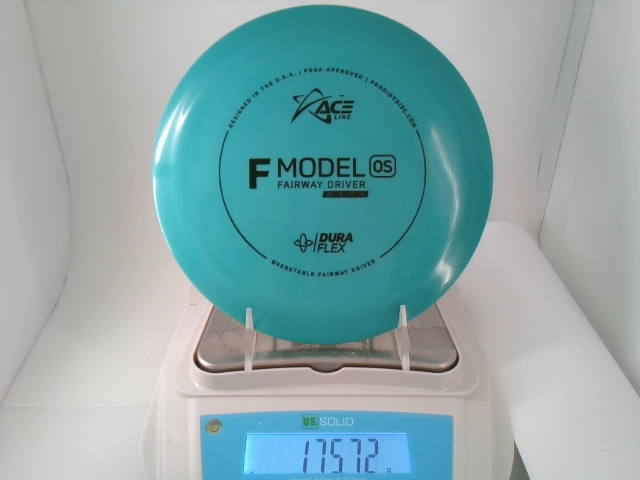 DESIGNED IN THE U.S.A. | PDGA APPROVED | PRODIGYDISC.COM
ACE
LINE
F MODEL OS
FAIRWAY DRIVER
DURA
FLEX
OVERSTABLE FAIRWAY DRIVER
US SOLID
175.72 g